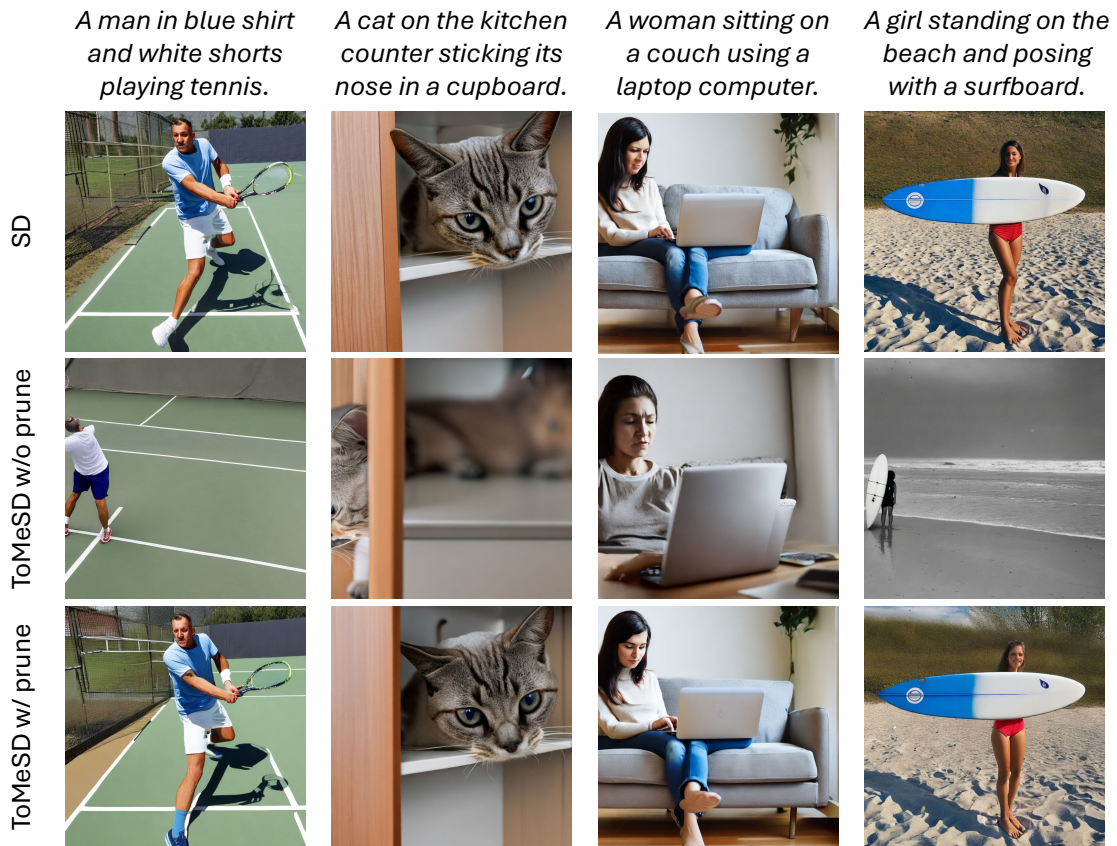 A man in blue shirt
and white shorts
playing tennis.
A cat on the kitchen
counter sticking its
nose in a cupboard.
A woman sitting on
a couch using a
laptop computer.
A girl standing on the
beach and posing
with a surfboard.
SD
ToMeSD w/o prune
ToMeSD w/ prune